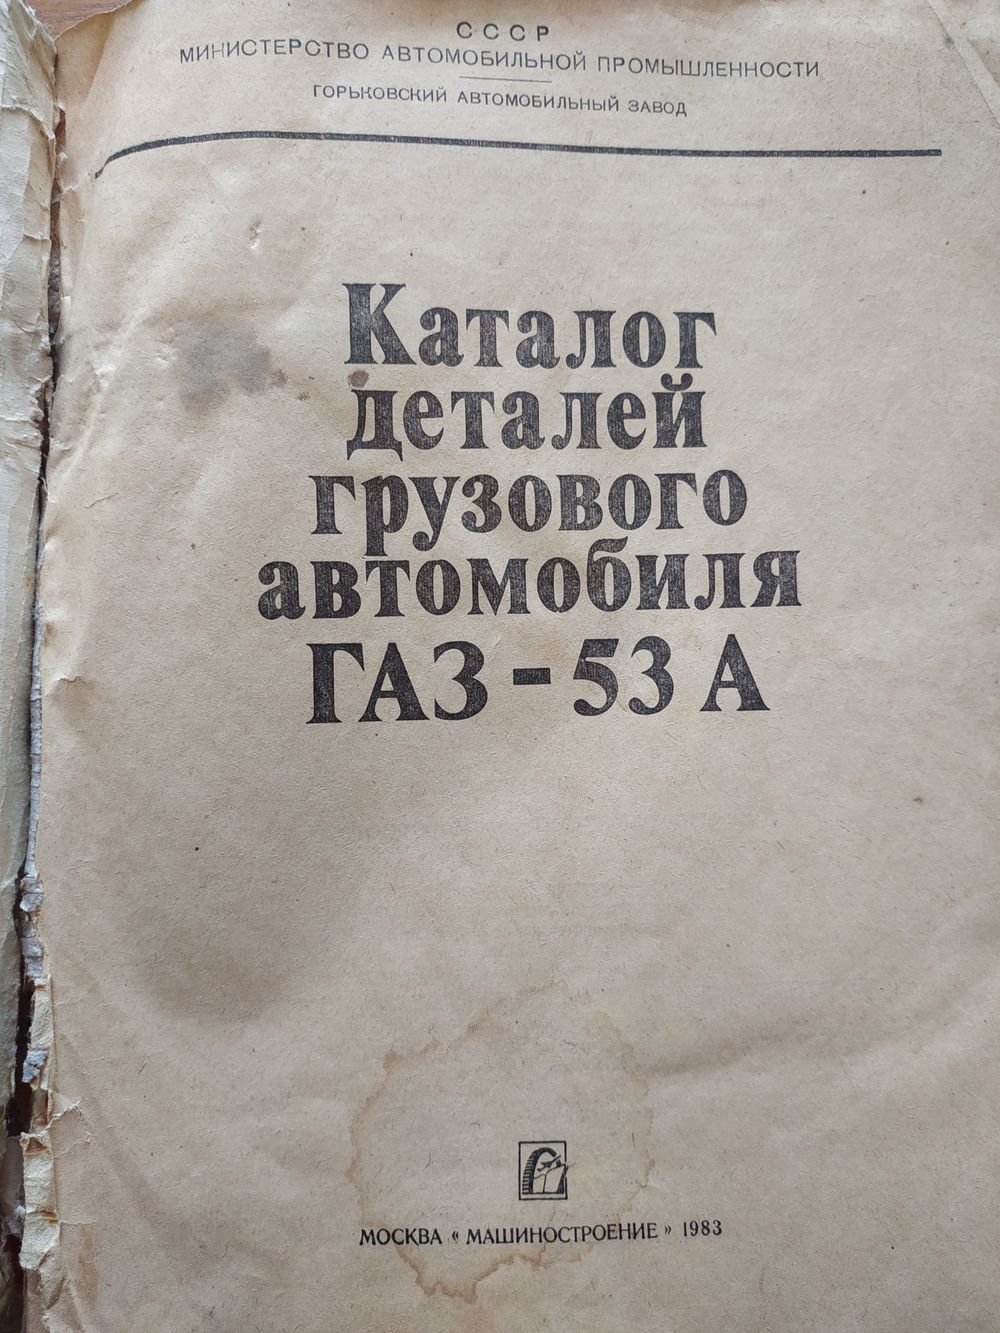 СССР
МИНИСТЕРСТВО АВТОМОБИЛЬНОЙ ПРОМЫШЛЕННОСТИ
ГОРЬКОВСКИЙ АВТОМОБИЛЬНЫЙ ЗАВОД
Каталог
деталей
грузового
автомобиля
ГАЗ-53 А
МОСКВА « МАШИНОСТРОЕНИЕ » 1983